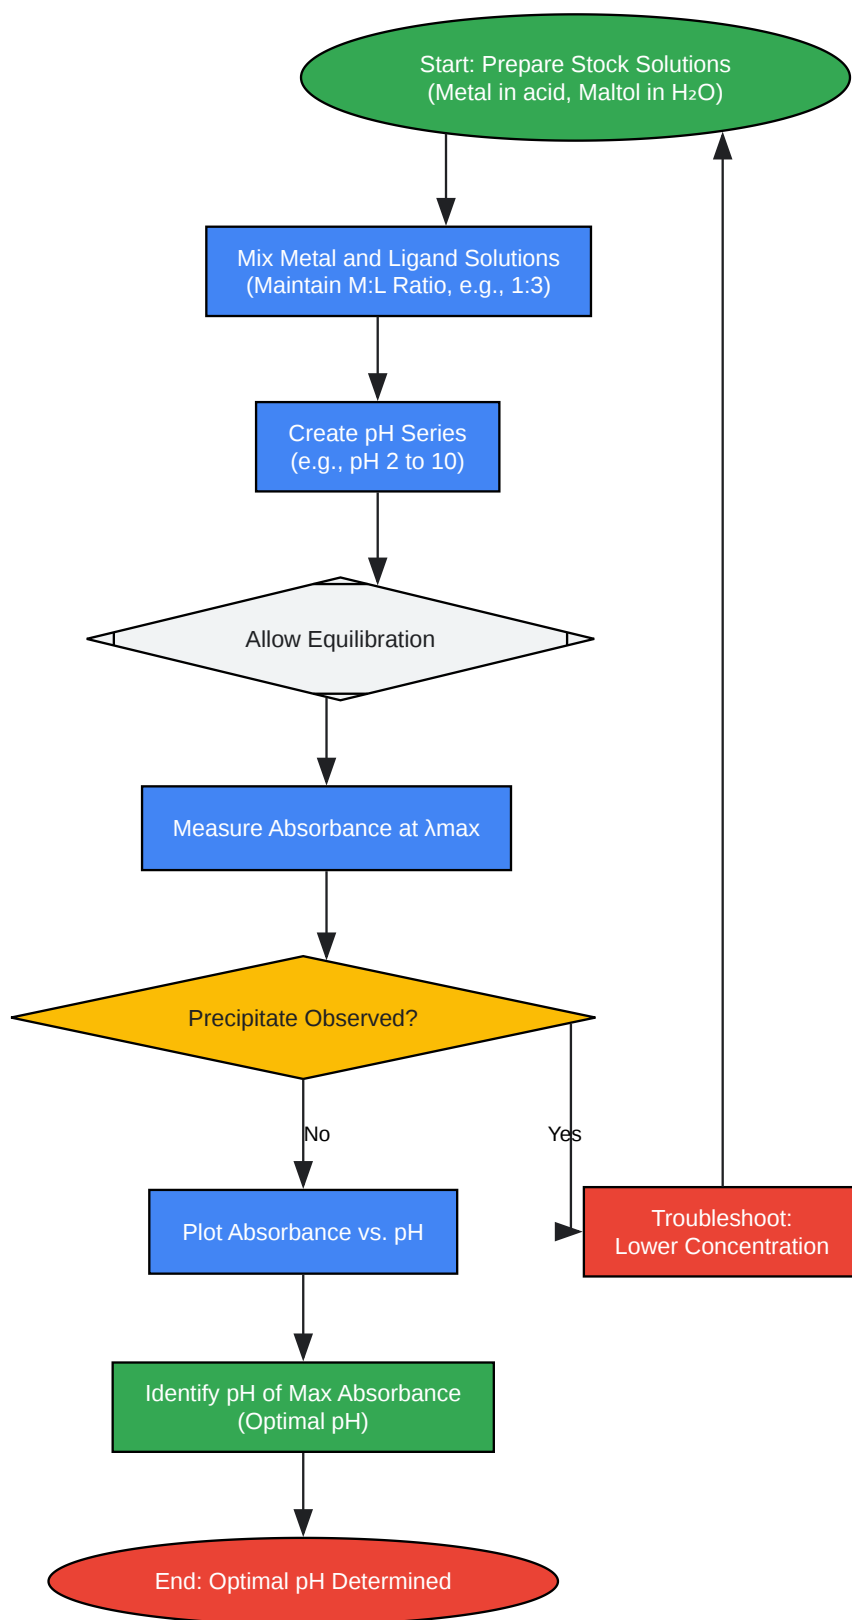 Start: Prepare Stock Solutions
(Metal in acid, Maltol in H₂O)
Mix Metal and Ligand Solutions
(Maintain M:L Ratio, e.g., 1:3)
Create pH Series
(e.g., pH 2 to 10)
Allow Equilibration
Measure Absorbance at λmax
Precipitate Observed?
No
Yes
Plot Absorbance vs. pH
Troubleshoot:
Lower Concentration
Identify pH of Max Absorbance
(Optimal pH)
End: Optimal pH Determined